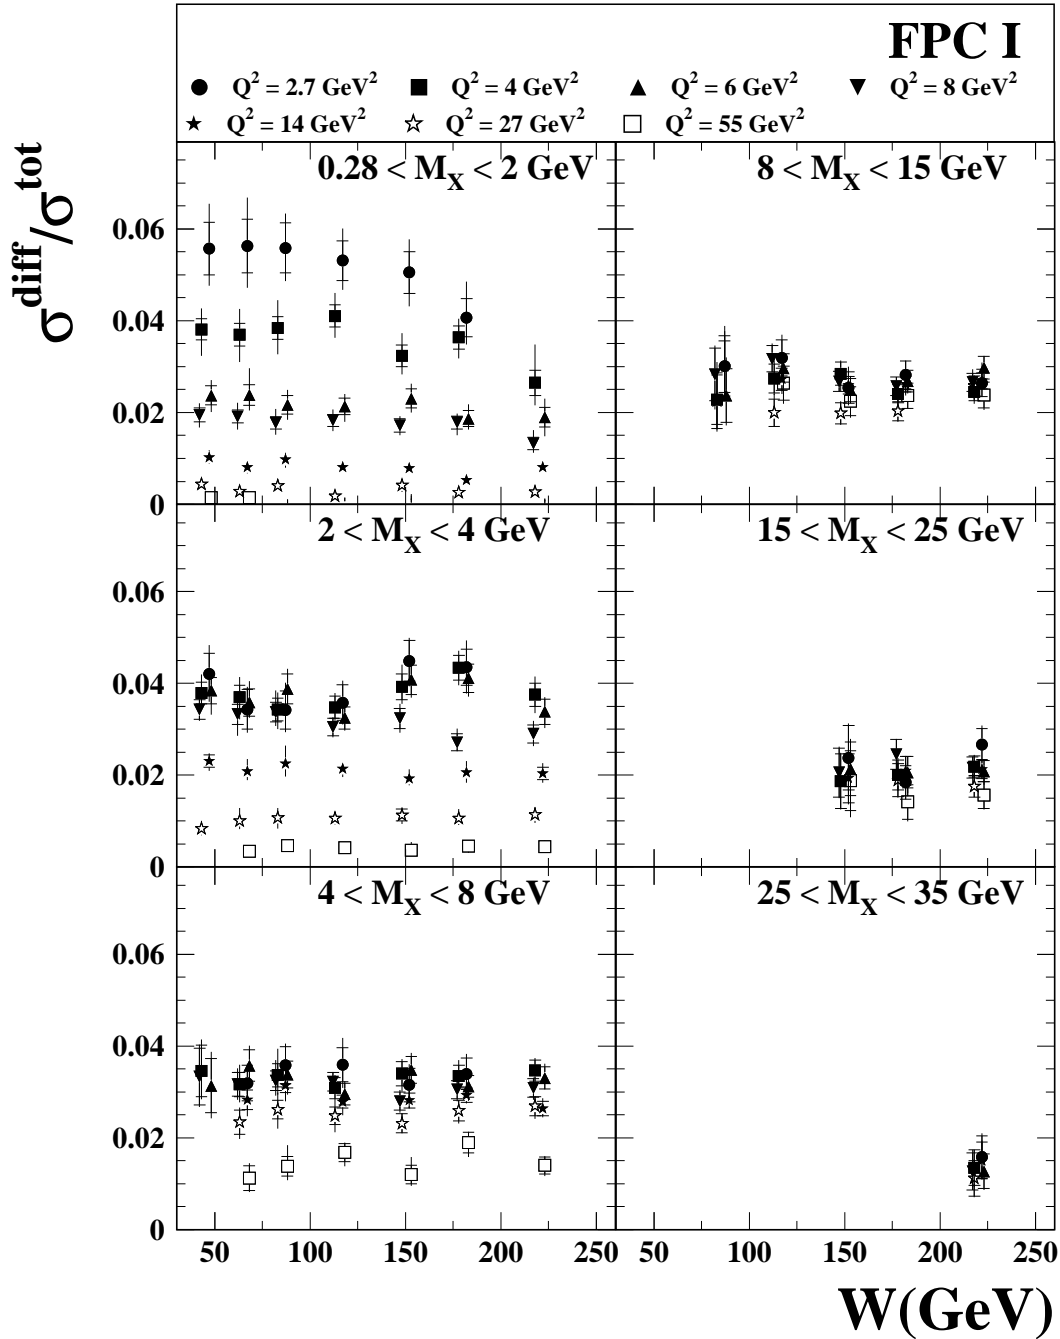 FPC I
Q² = 2.7 GeV² Q² = 4 GeV² Q² = 6 GeV² Q² = 8 GeV²
Q² = 14 GeV² Q² = 27 GeV² Q² = 55 GeV²
σ^diff/σ^tot
0.28 < M_X < 2 GeV 8 < M_X < 15 GeV
0.06
0.04
0.02
0
2 < M_X < 4 GeV 15 < M_X < 25 GeV
0.06
0.04
0.02
0
4 < M_X < 8 GeV 25 < M_X < 35 GeV
0.06
0.04
0.02
0
50 100 150 200 250 50 100 150 200 250
W(GeV)